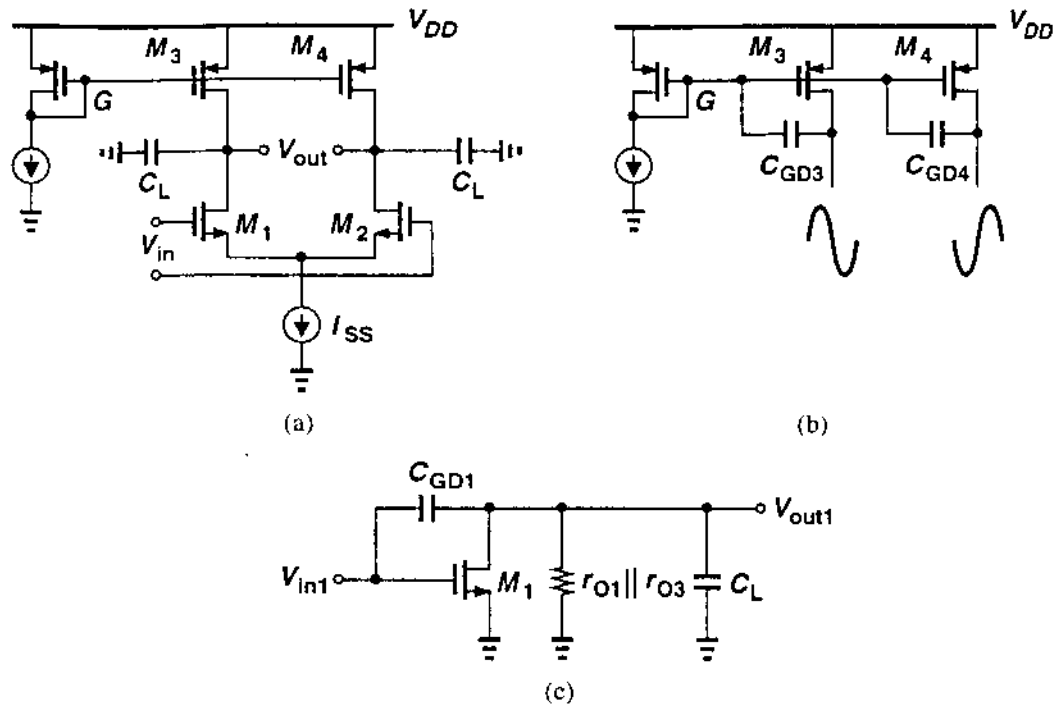 V_DD
M_3
M_4
G
V_out
C_L
C_L
V_in
M_1
M_2
I_SS
(a)
V_DD
M_3
M_4
G
C_GD3
C_GD4
(b)
C_GD1
V_out1
V_in1
M_1
r_O1 || r_O3
C_L
(c)